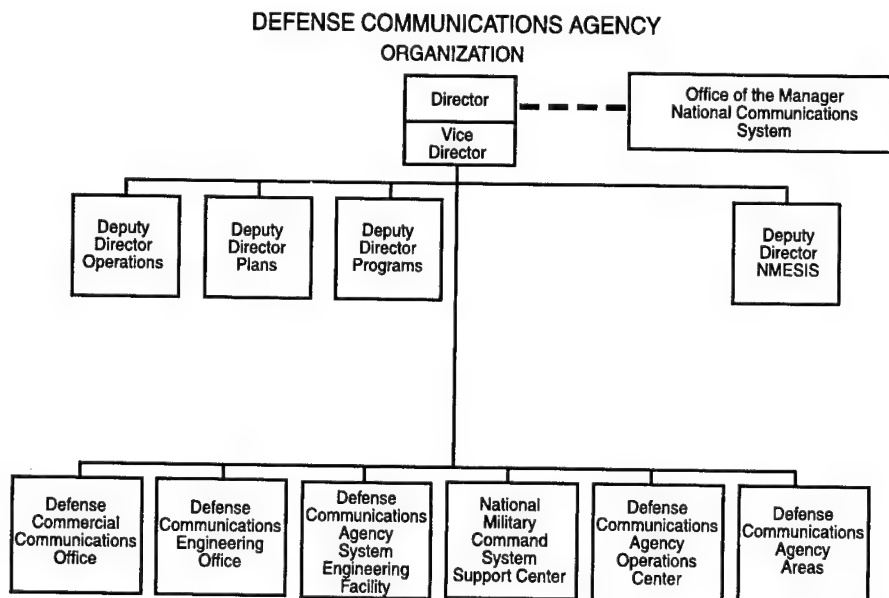 DEFENSE COMMUNICATIONS AGENCY
ORGANIZATION
Director
Vice
Director
Office of the Manager
National Communications
System
Deputy
Director
Operations
Deputy
Director
Plans
Deputy
Director
Programs
Deputy
Director
NMESIS
Defense
Commercial
Communications
Office
Defense
Communications
Engineering
Office
Defense
Communications
Agency
System
Engineering
Facility
National
Military
Command
System
Support Center
Defense
Communications
Agency
Operations
Center
Defense
Communications
Agency
Areas